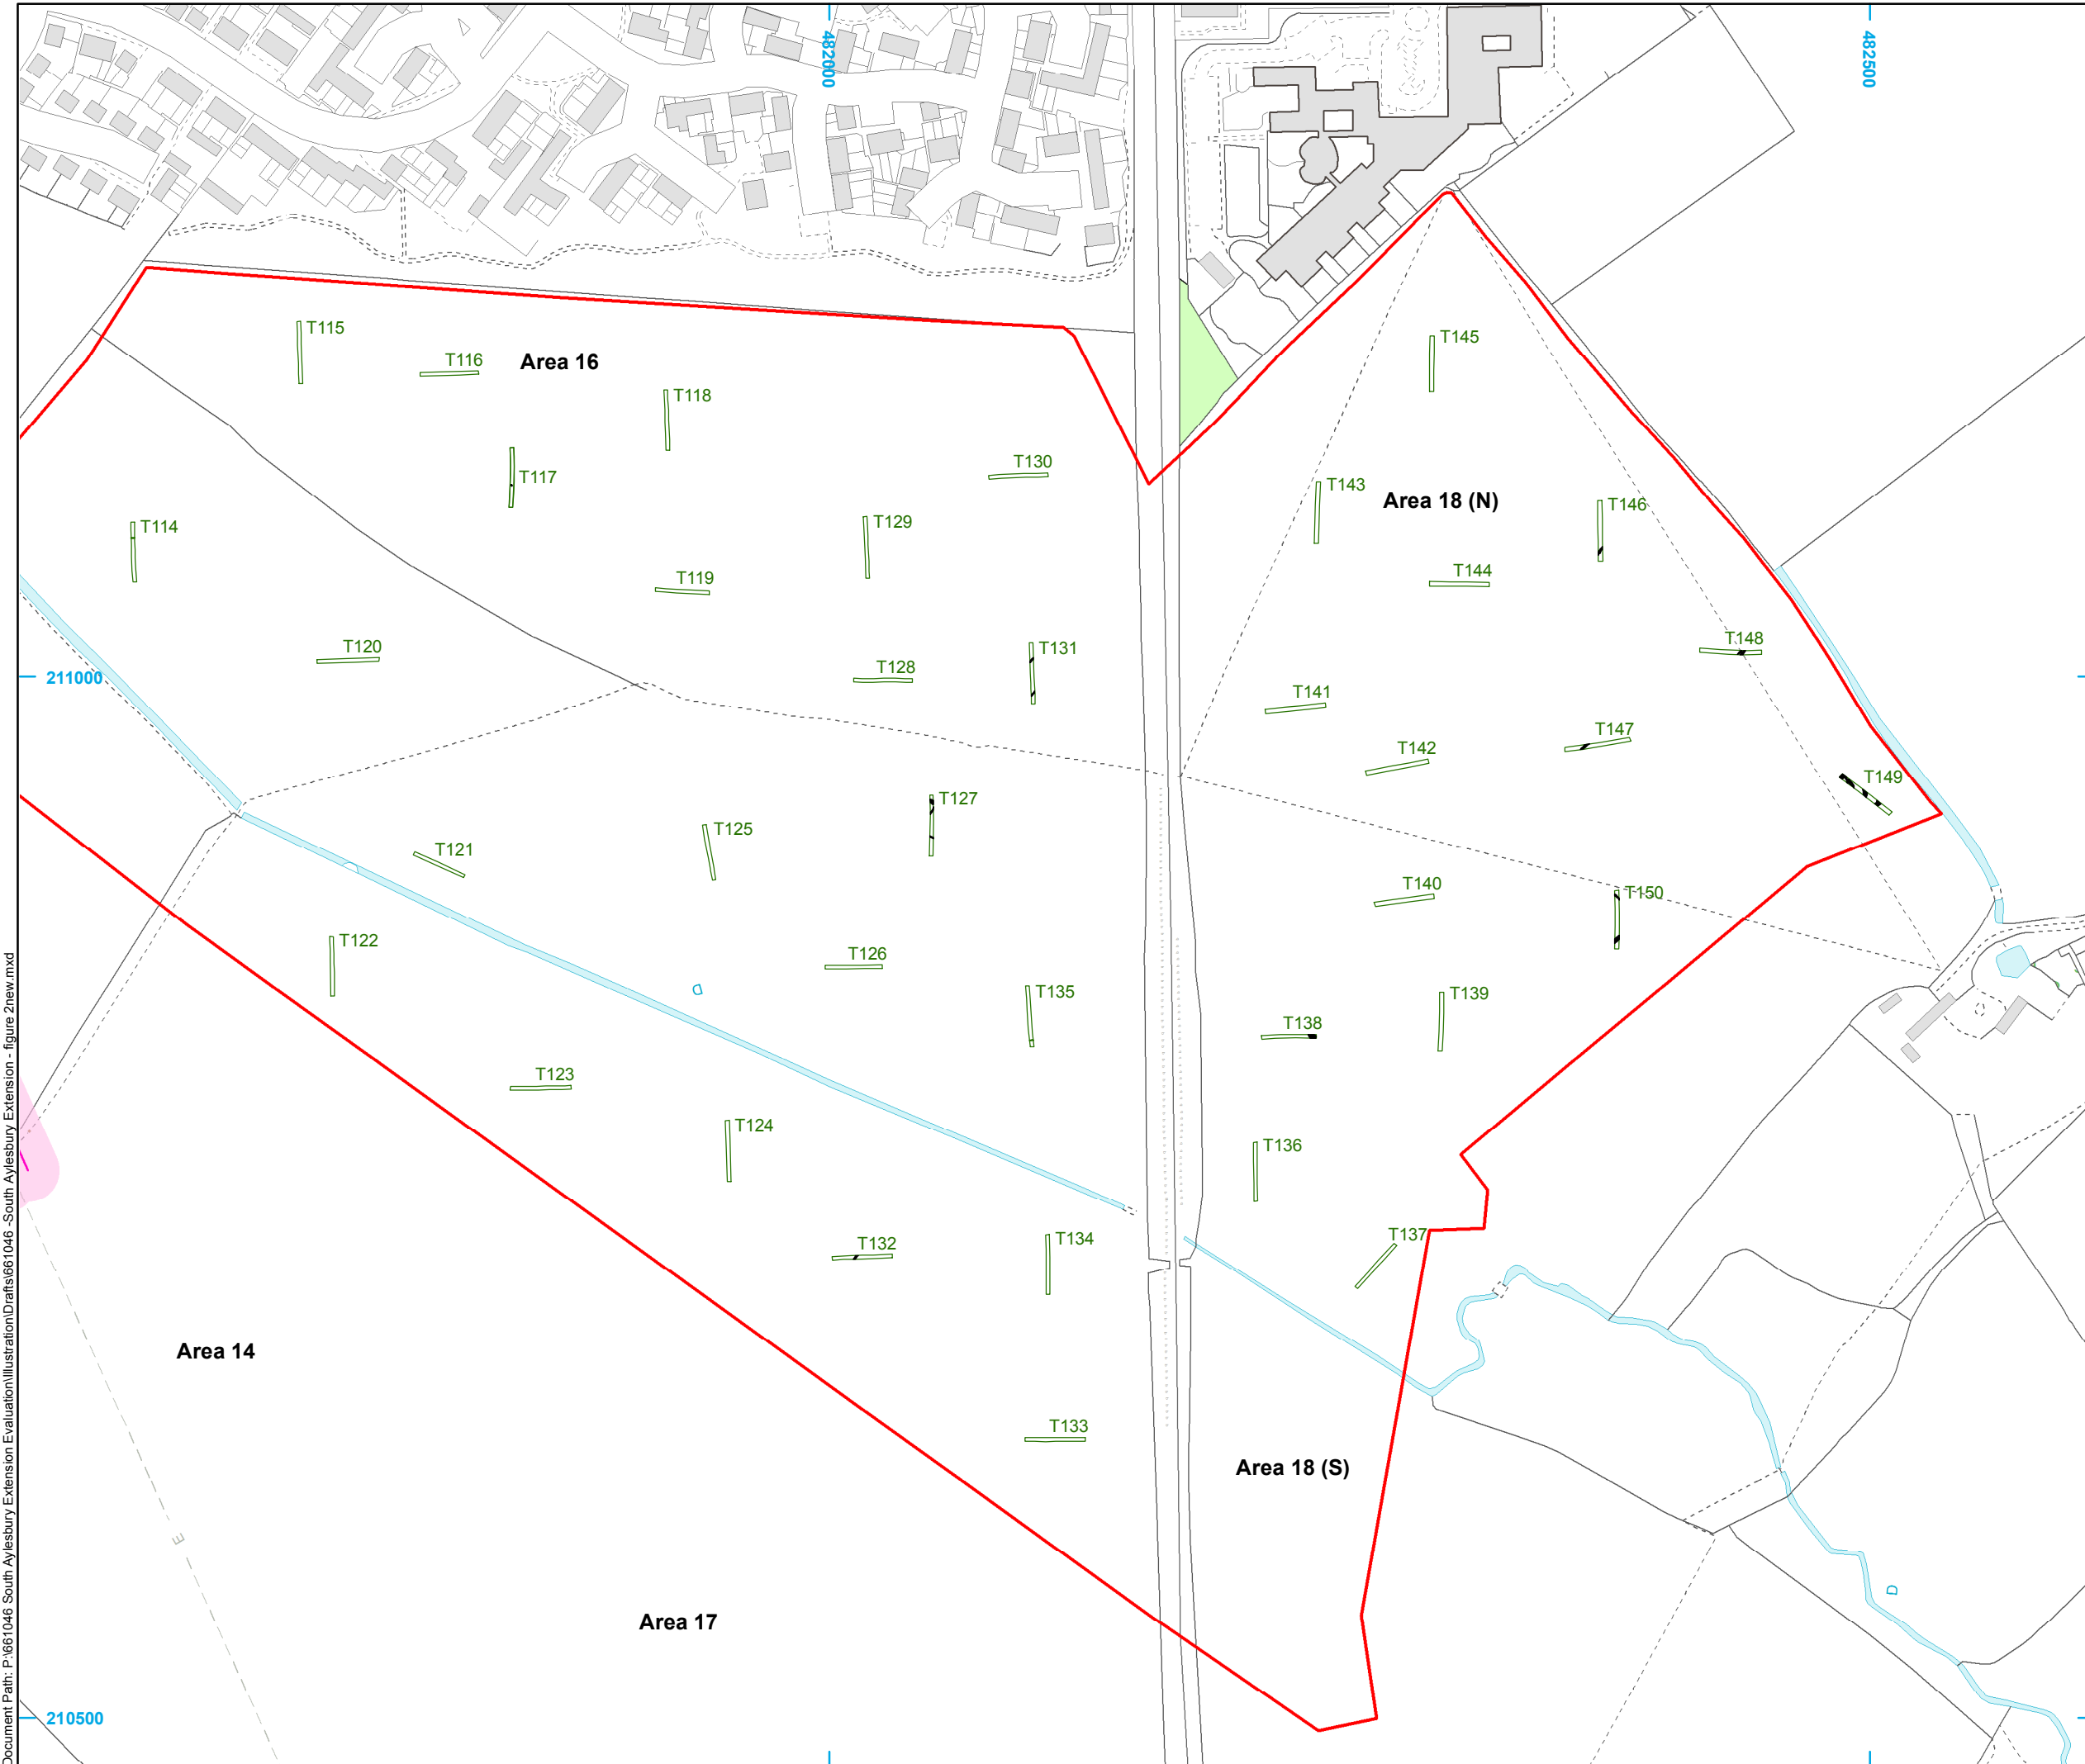 482000
482500
T115
T116
Area 16
T145
T118
T130
T117
T143
Area 18 (N)
T146
T114
T129
T119
T144
T120
T131
T128
T148
211000
T141
T147
T142
T127
T149
T125
T121
T140
T150
T122
T126
D
T135
T139
T138
T123
T124
T136
T132
T134
T137
Area 14
T133
Area 18 (S)
E
D
Area 17
210500
Document Path: P:\661046 South Aylesbury Extension Evaluation\Illustration\Drafts\661046 -South Aylesbury Extension - figure 2new.mxd